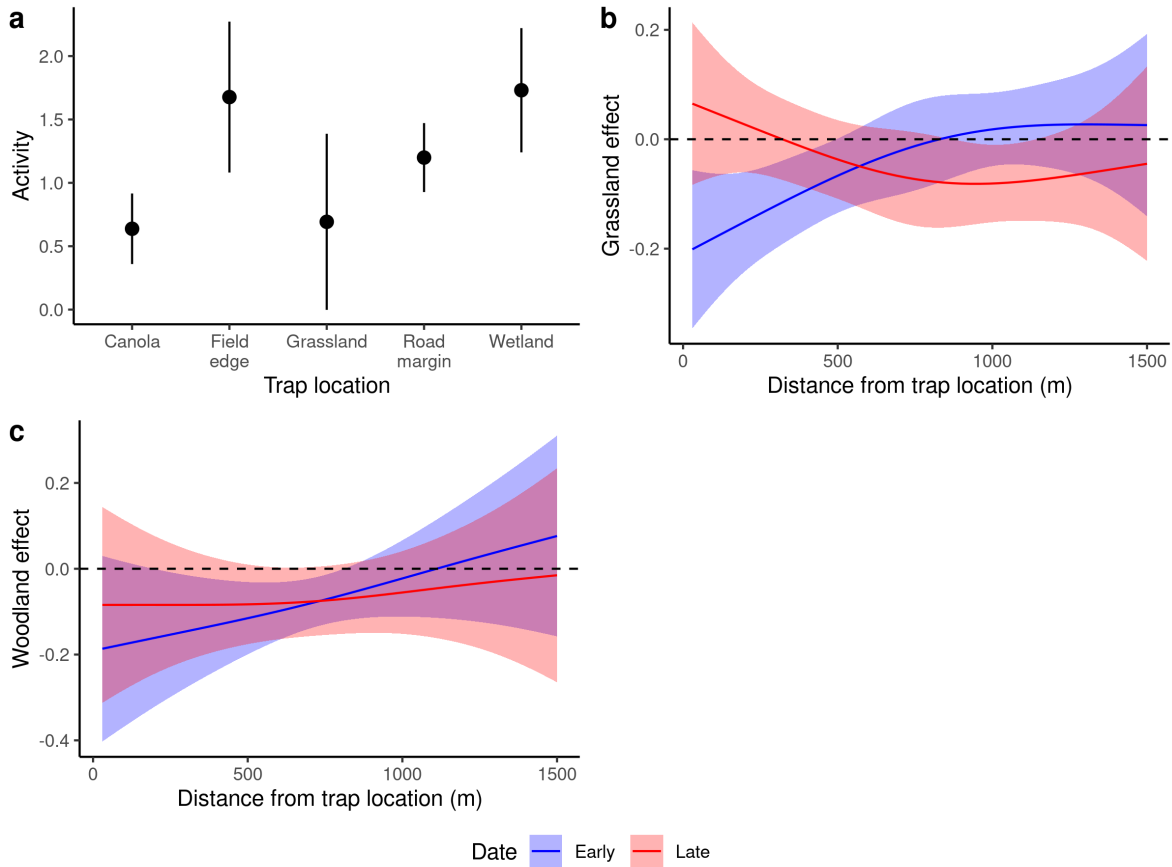 a
Activity
2.0
1.5
1.0
0.5
0.0
Canola
Field
edge
Grassland
Road
margin
Wetland
Trap location
b
Grassland effect
0.2
0.0
-0.2
0
500
1000
1500
Distance from trap location (m)
c
Woodland effect
0.2
0.0
-0.2
-0.4
0
500
1000
1500
Distance from trap location (m)
Date
Early
Late